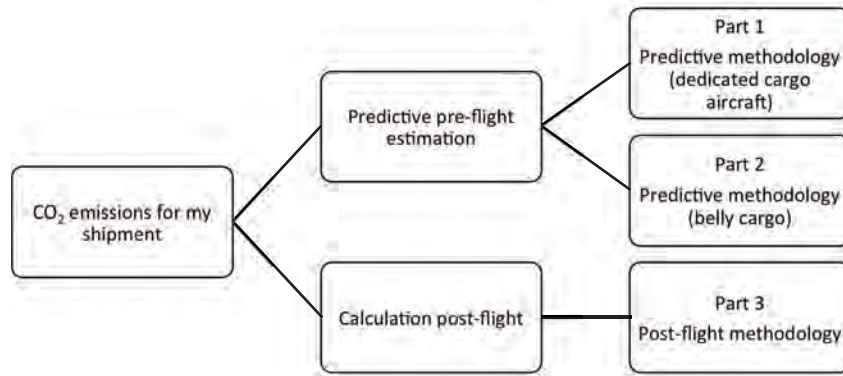 CO₂ emissions for my
shipment
Predictive pre-flight
estimation
Calculation post-flight
Part 1
Predictive methodology
(dedicated cargo
aircraft)
Part 2
Predictive methodology
(belly cargo)
Part 3
Post-flight methodology